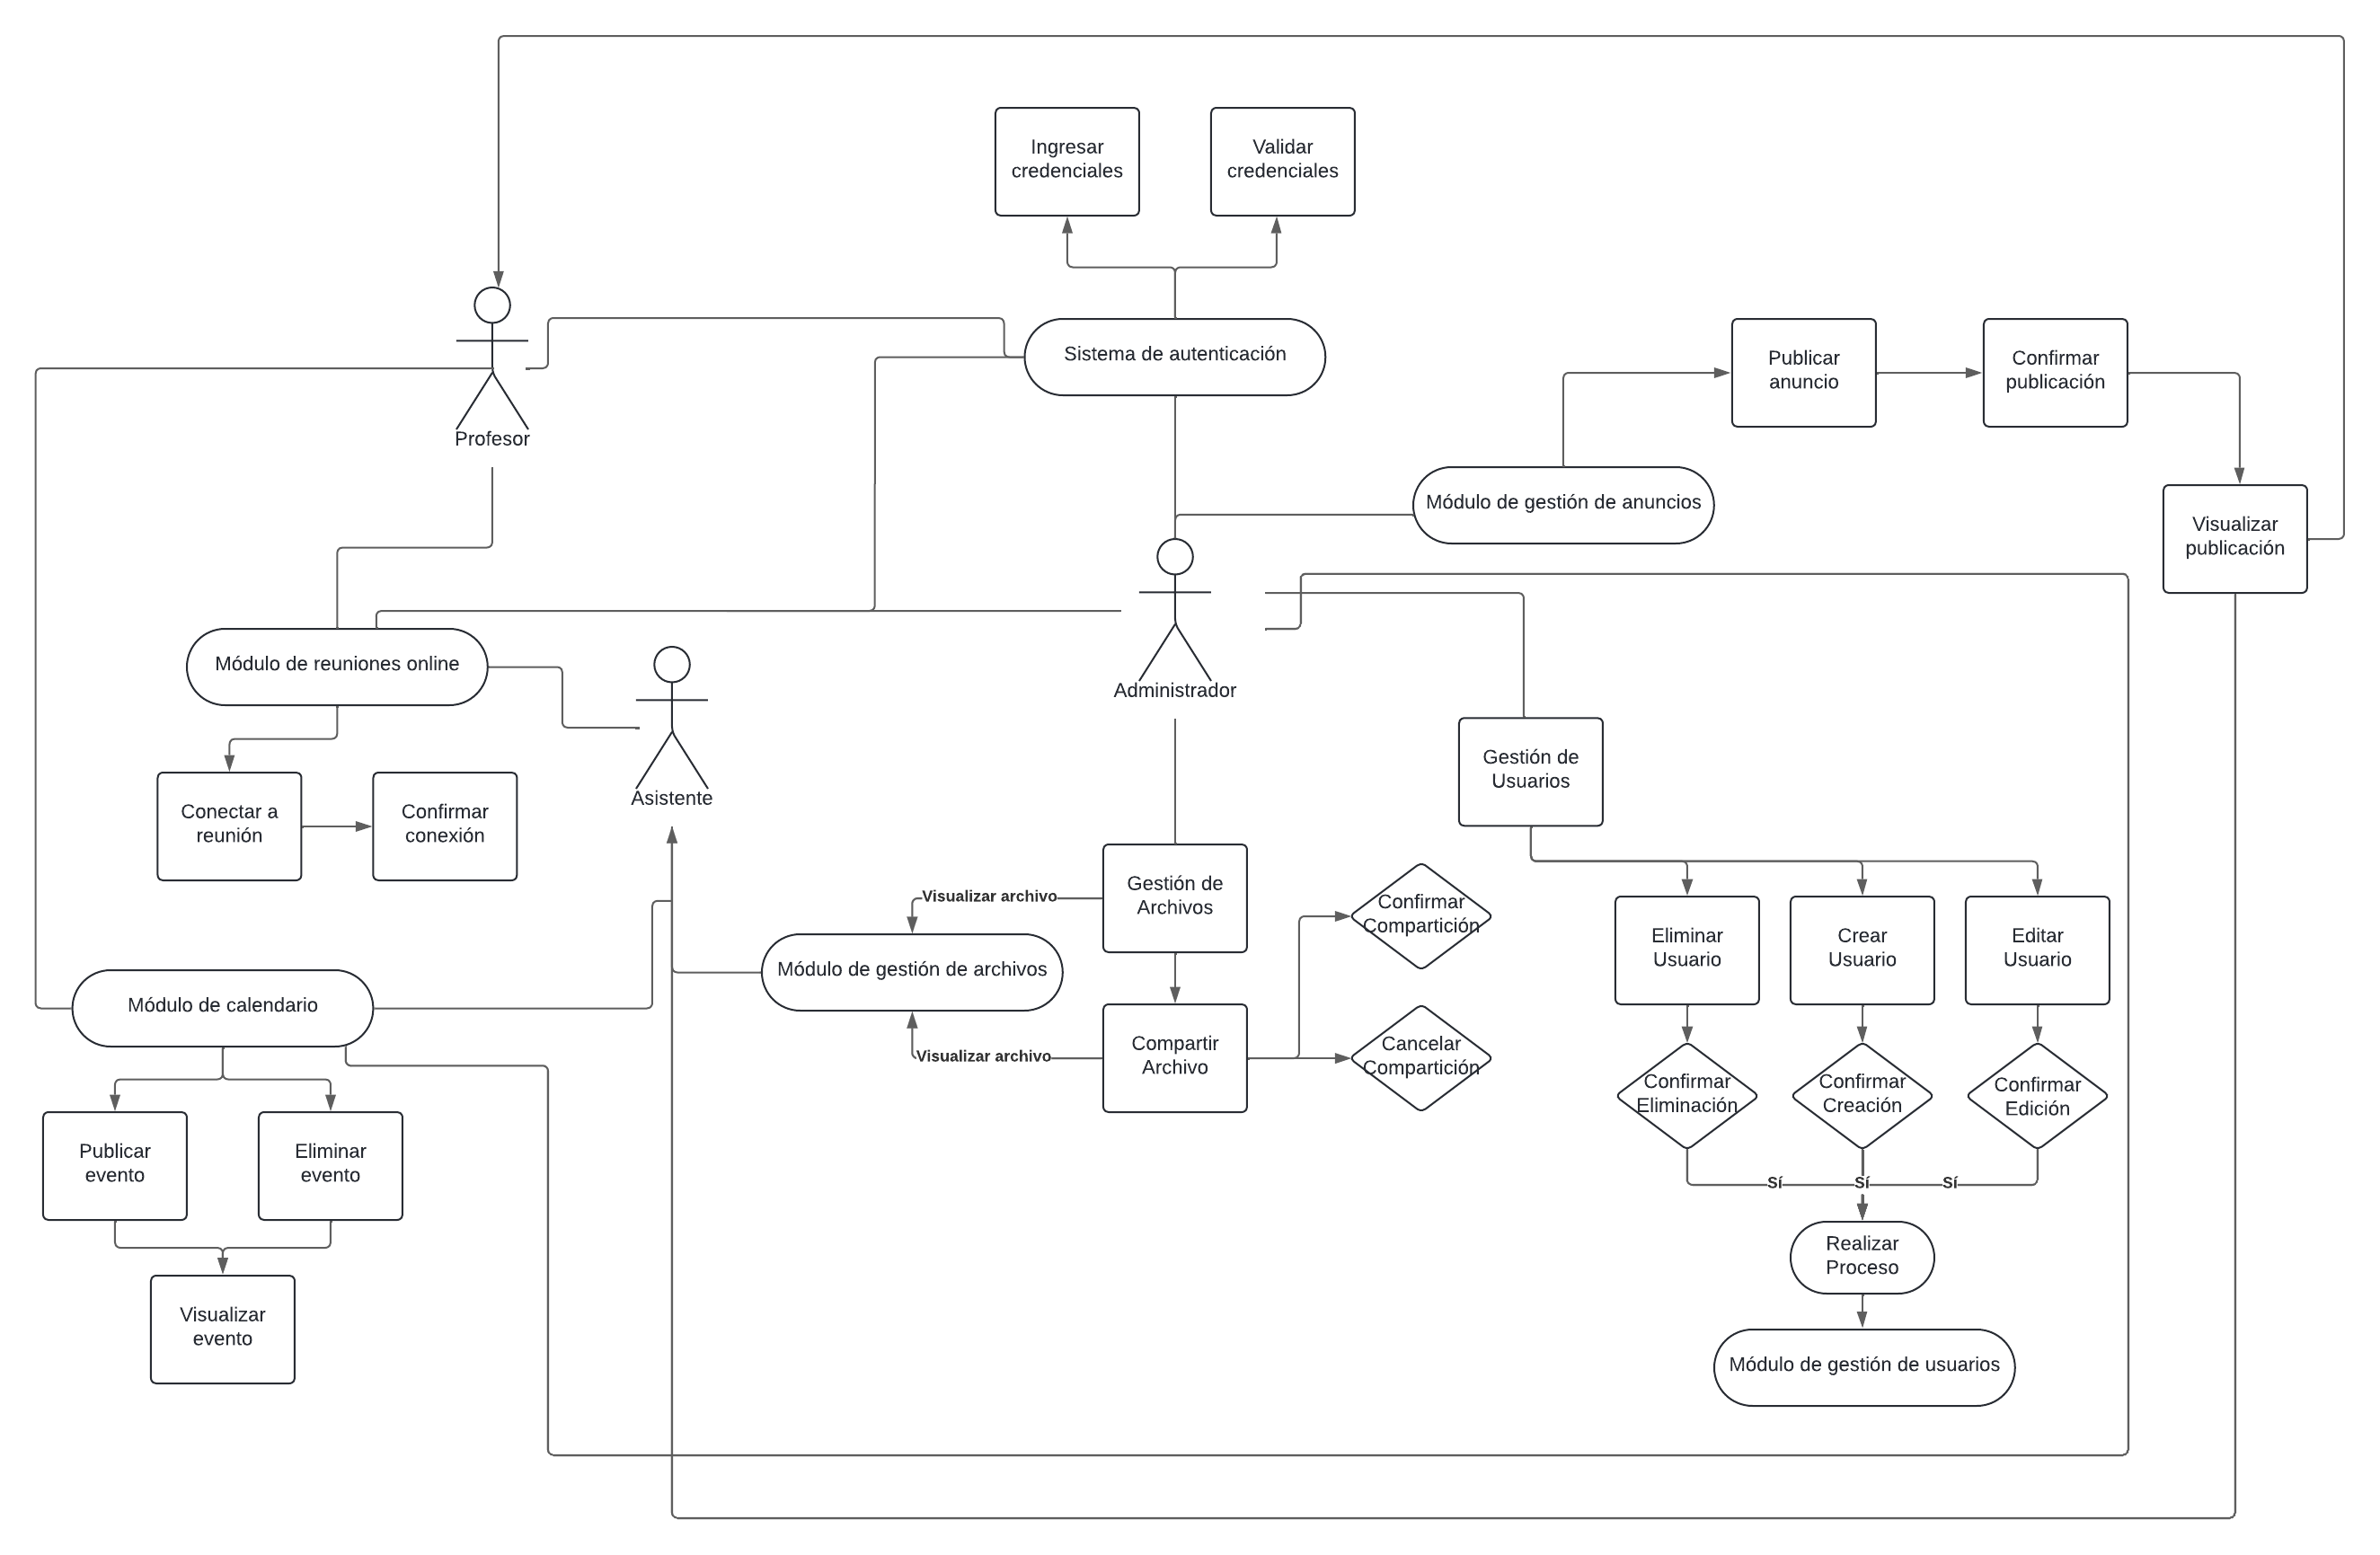 Ingresar
credenciales
Validar
credenciales
Sistema de autenticación
Publicar
anuncio
Confirmar
publicación
Profesor
Módulo de gestión de anuncios
Visualizar
publicación
Módulo de reuniones online
Administrador
Asistente
Gestión de
Usuarios
Conectar a
reunión
Confirmar
conexión
Gestión de
Archivos
Visualizar archivo
Confirmar
Compartición
Eliminar
Usuario
Crear
Usuario
Editar
Usuario
Módulo de gestión de archivos
Módulo de calendario
Compartir
Archivo
Visualizar archivo
Cancelar
Compartición
Confirmar
Eliminación
Confirmar
Creación
Confirmar
Edición
Publicar
evento
Eliminar
evento
Sí
Sí
Sí
Realizar
Proceso
Visualizar
evento
Módulo de gestión de usuarios